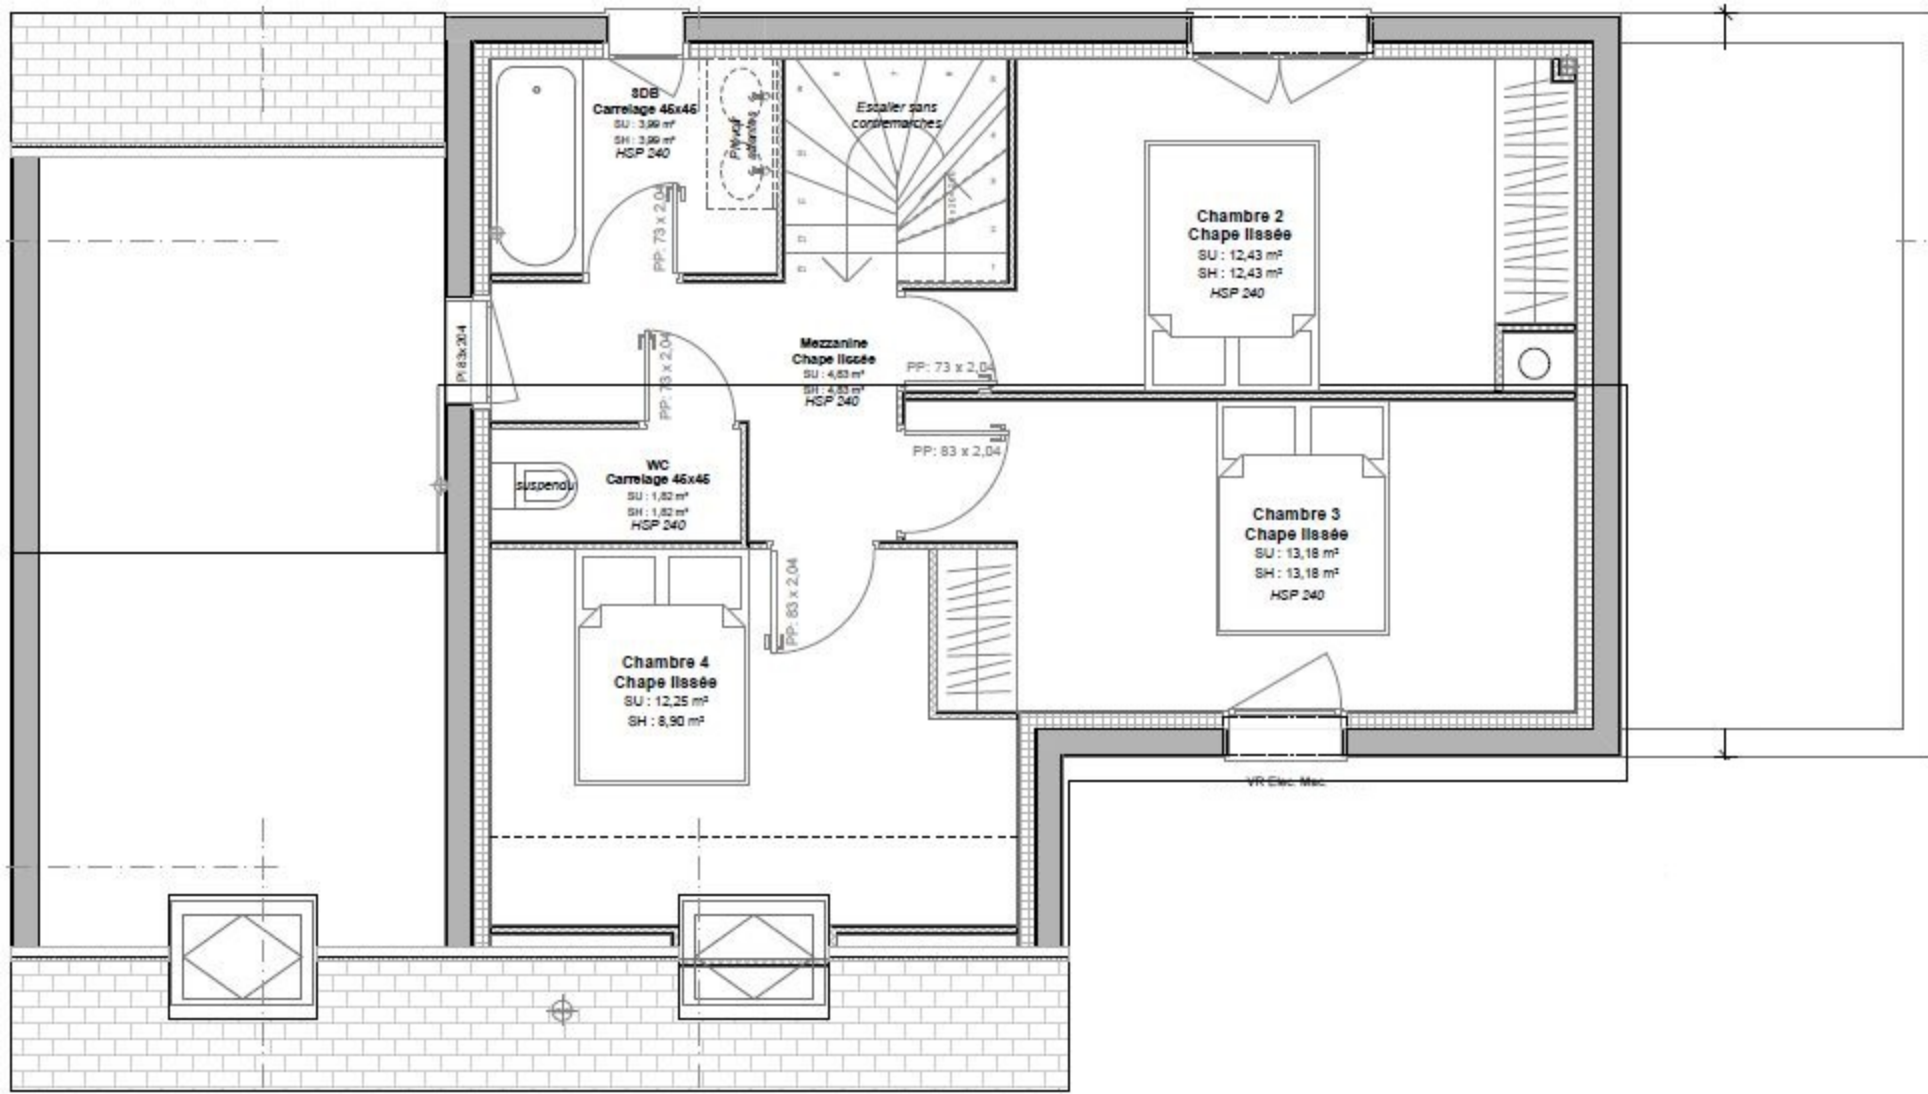 SDB
Carrelage 45x45
SU : 3,99 m²
SH : 3,99 m²
HSP 240
PP: 73 x 2,04
Escalier sans
contremarches
Chambre 2
Chape lissée
SU : 12,43 m²
SH : 12,43 m²
HSP 240
PI 83x204
PP: 73 x 2,04
Mezzanine
Chape lissée
SU : 4,63 m²
SH : 4,63 m²
HSP 240
PP: 73 x 2,04
PP: 83 x 2,04
WC
Carrelage 45x45
SU : 1,82 m²
SH : 1,82 m²
HSP 240
suspendu
Chambre 3
Chape lissée
SU : 13,18 m²
SH : 13,18 m²
HSP 240
PP: 83 x 2,04
Chambre 4
Chape lissée
SU : 12,25 m²
SH : 8,90 m²
VR Elec. Mec.